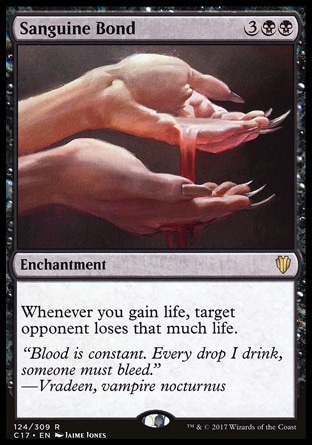 Sanguine Bond 3
Enchantment
Whenever you gain life, target
opponent loses that much life.
“Blood is constant. Every drop I drink,
someone must bleed.”
—Vradeen, vampire nocturnus
124/309 R
C17 • EN Jaime Jones
™ & © 2017 Wizards of the Coast